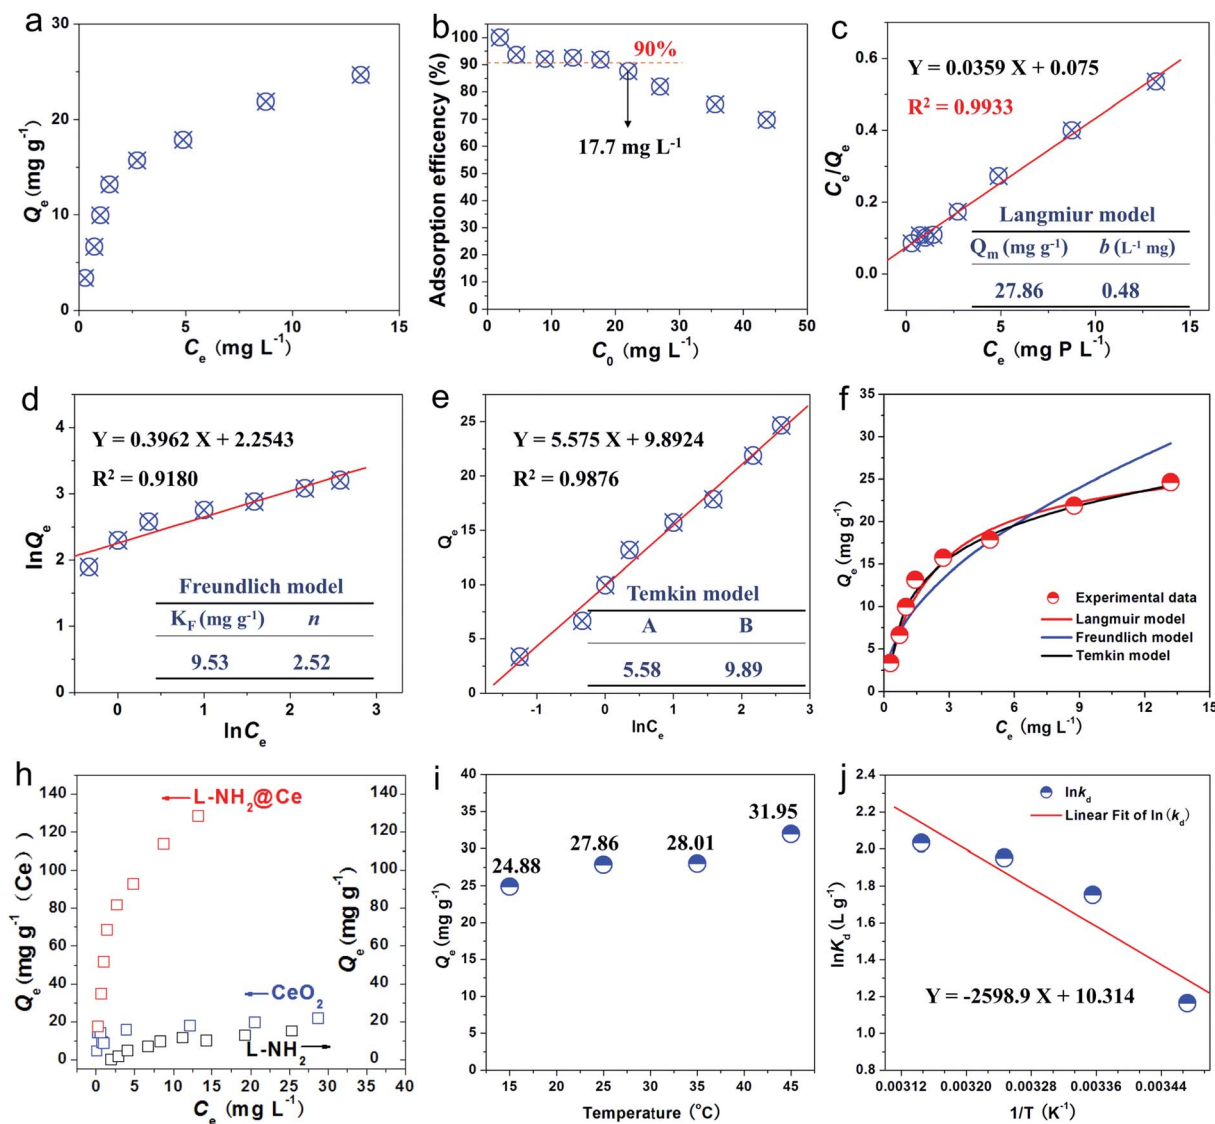 a
30
20
10
0
Qe (mg g-1)
0 5 10 15
Ce (mg L-1)
b
100
90
80
70
60
50
40
30
20
10
0
Adsorption efficency (%)
90%
17.7 mg L-1
0 10 20 30 40 50
C0 (mg L-1)
c
0.6
0.4
0.2
0.0
Ce/Qe
Y = 0.0359 X + 0.075
R2 = 0.9933
Langmiur model
Qm (mg g-1) b (L-1 mg)
27.86 0.48
0 5 10 15
Ce (mg P L-1)
d
4
3
2
1
0
lnQe
Y = 0.3962 X + 2.2543
R2 = 0.9180
Freundlich model
KF (mg g-1) n
9.53 2.52
0 1 2 3
lnCe
e
25
20
15
10
5
0
Qe
Y = 5.575 X + 9.8924
R2 = 0.9876
Temkin model
A B
5.58 9.89
-1 0 1 2 3
lnCe
f
35
30
25
20
15
10
5
0
Qe (mg g-1)
Experimental data
Langmuir model
Freundlich model
Temkin model
0 3 6 9 12 15
Ce (mg L-1)
h
140
120
100
80
60
40
20
0
Qe (mg g-1 (Ce))
L-NH2@Ce
CeO2
L-NH2
140
120
100
80
60
40
20
0
Qe (mg g-1)
0 5 10 15 20 25 30 35 40
Ce (mg L-1)
i
40
35
30
25
20
15
10
5
0
Qe (mg g-1)
24.88
27.86
28.01
31.95
15 20 25 30 35 40 45
Temperature (oC)
j
2.4
2.2
2.0
1.8
1.6
1.4
1.2
1.0
0.8
lnKd (L g-1)
lnkd
Linear Fit of ln (kd)
Y = -2598.9 X + 10.314
0.00312 0.00320 0.00328 0.00336 0.00344
1/T (K-1)